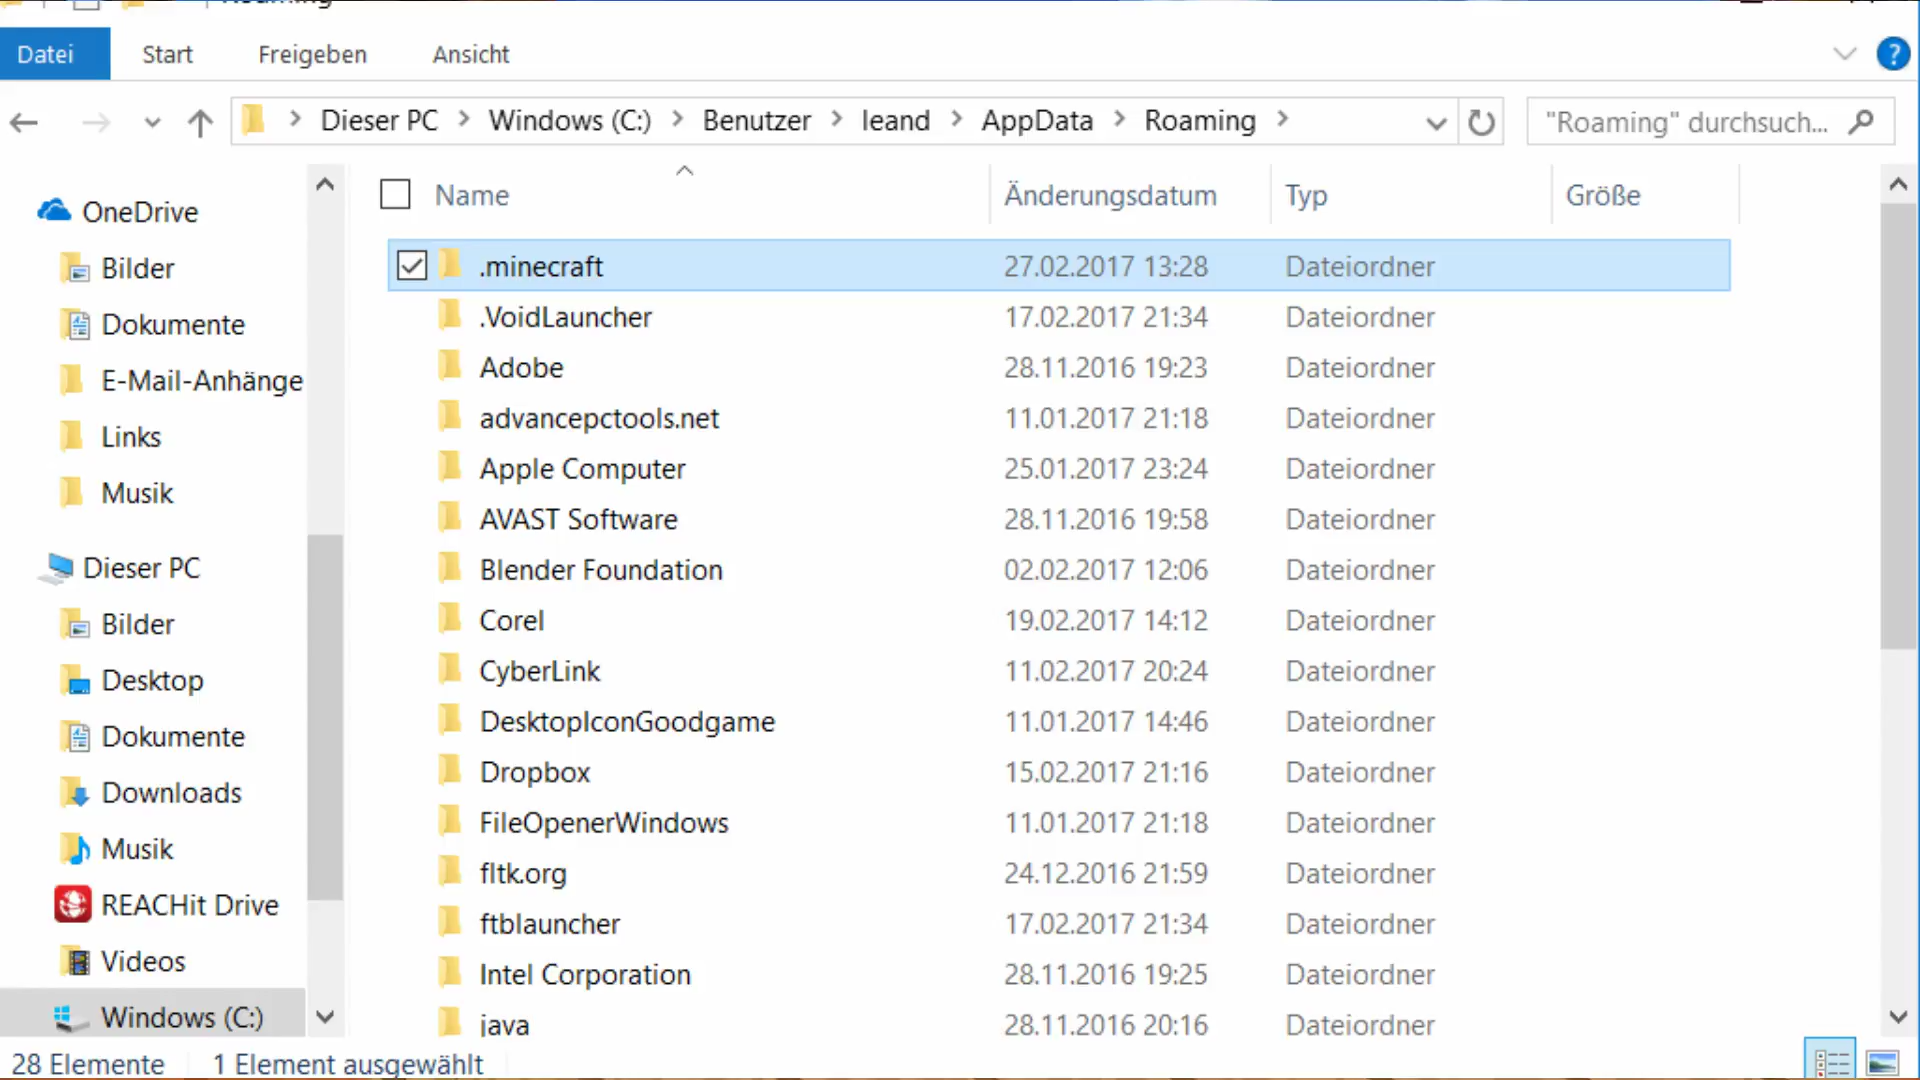 Roaming
Datei Start Freigeben Ansicht
Dieser PC Windows (C:) Benutzer leand AppData Roaming
"Roaming" durchsuch...
OneDrive
Bilder
Dokumente
E-Mail-Anhänge
Links
Musik
Dieser PC
Bilder
Desktop
Dokumente
Downloads
Musik
REACHit Drive
Videos
Windows (C:)
Name Änderungsdatum Typ Größe
.minecraft 27.02.2017 13:28 Dateiordner
.VoidLauncher 17.02.2017 21:34 Dateiordner
Adobe 28.11.2016 19:23 Dateiordner
advancepctools.net 11.01.2017 21:18 Dateiordner
Apple Computer 25.01.2017 23:24 Dateiordner
AVAST Software 28.11.2016 19:58 Dateiordner
Blender Foundation 02.02.2017 12:06 Dateiordner
Corel 19.02.2017 14:12 Dateiordner
CyberLink 11.02.2017 20:24 Dateiordner
DesktopIconGoodgame 11.01.2017 14:46 Dateiordner
Dropbox 15.02.2017 21:16 Dateiordner
FileOpenerWindows 11.01.2017 21:18 Dateiordner
fltk.org 24.12.2016 21:59 Dateiordner
ftblauncher 17.02.2017 21:34 Dateiordner
Intel Corporation 28.11.2016 19:25 Dateiordner
java 28.11.2016 20:16 Dateiordner
28 Elemente 1 Element ausgewählt